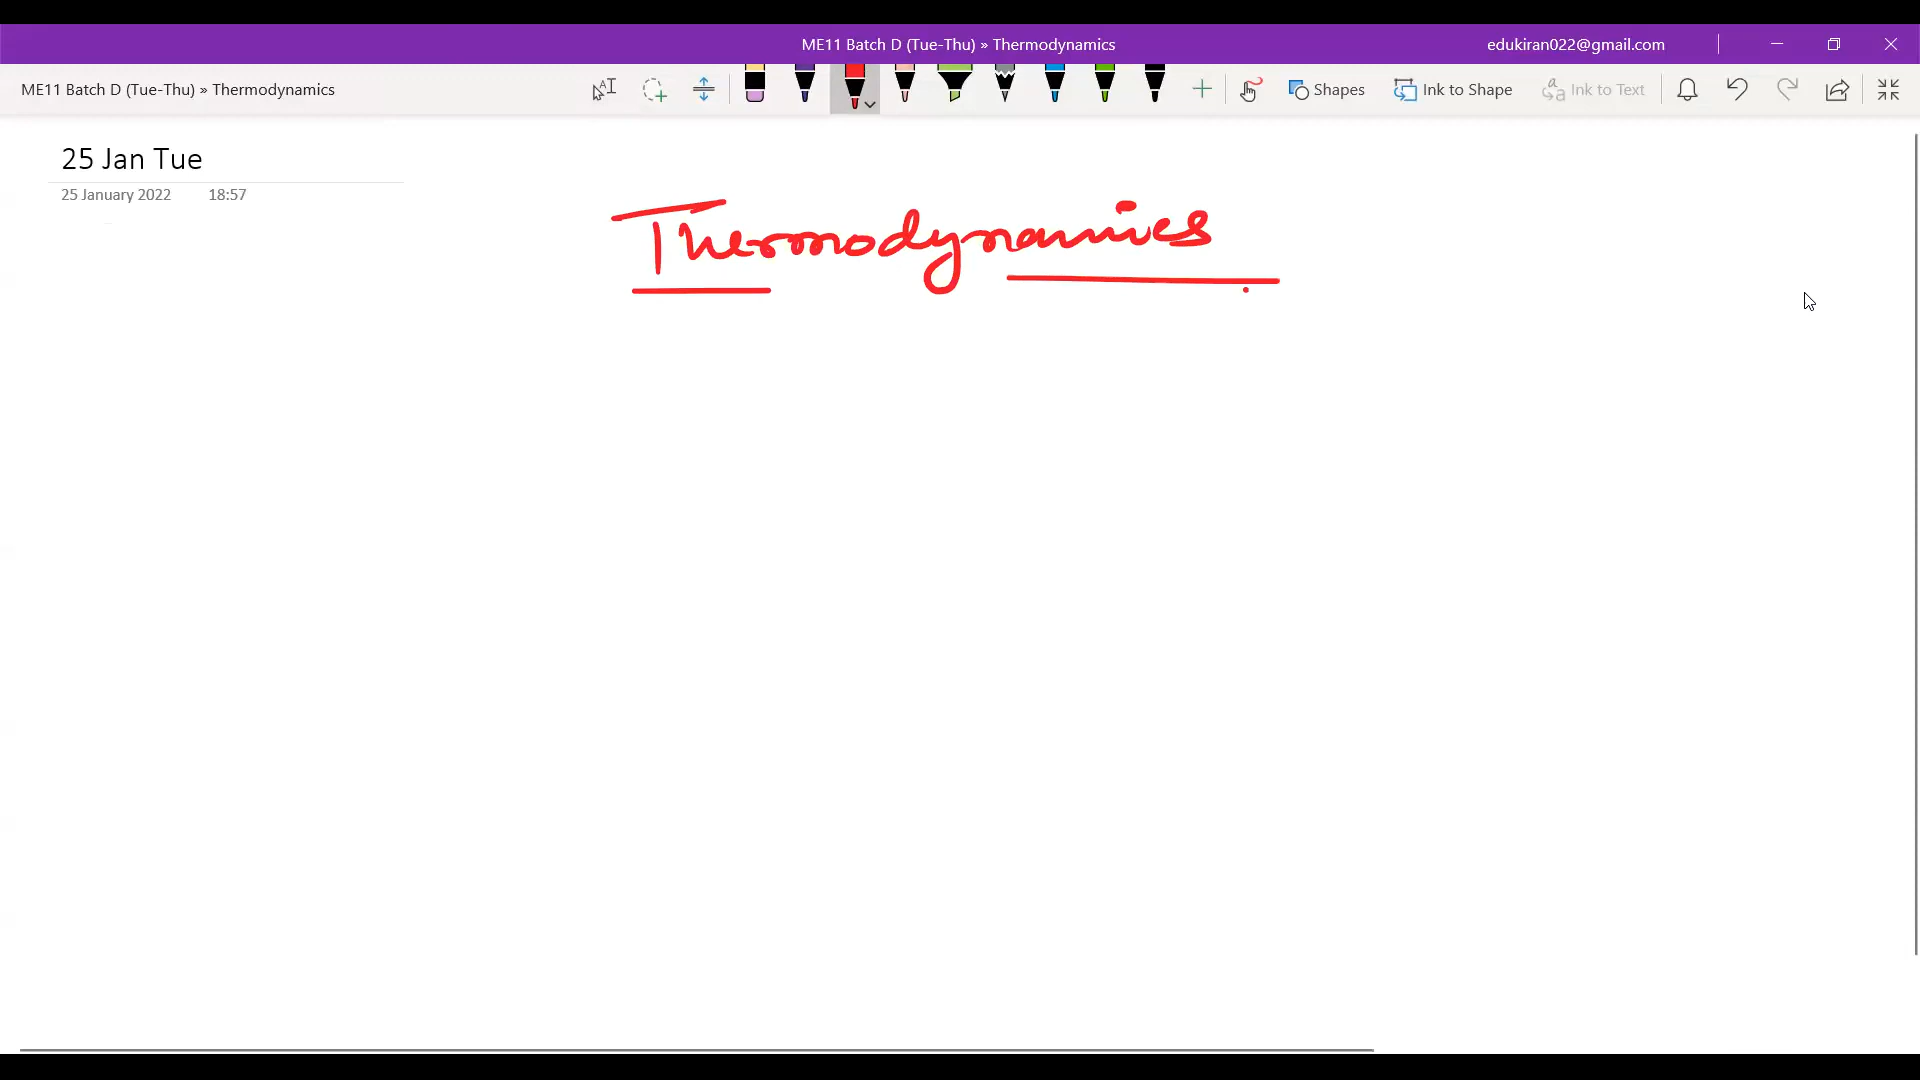 ME11 Batch D (Tue-Thu) » Thermodynamics
edukiran022@gmail.com
ME11 Batch D (Tue-Thu) » Thermodynamics
Shapes
Ink to Shape
Ink to Text
25 Jan Tue
25 January 2022 18:57
Thermodynamics